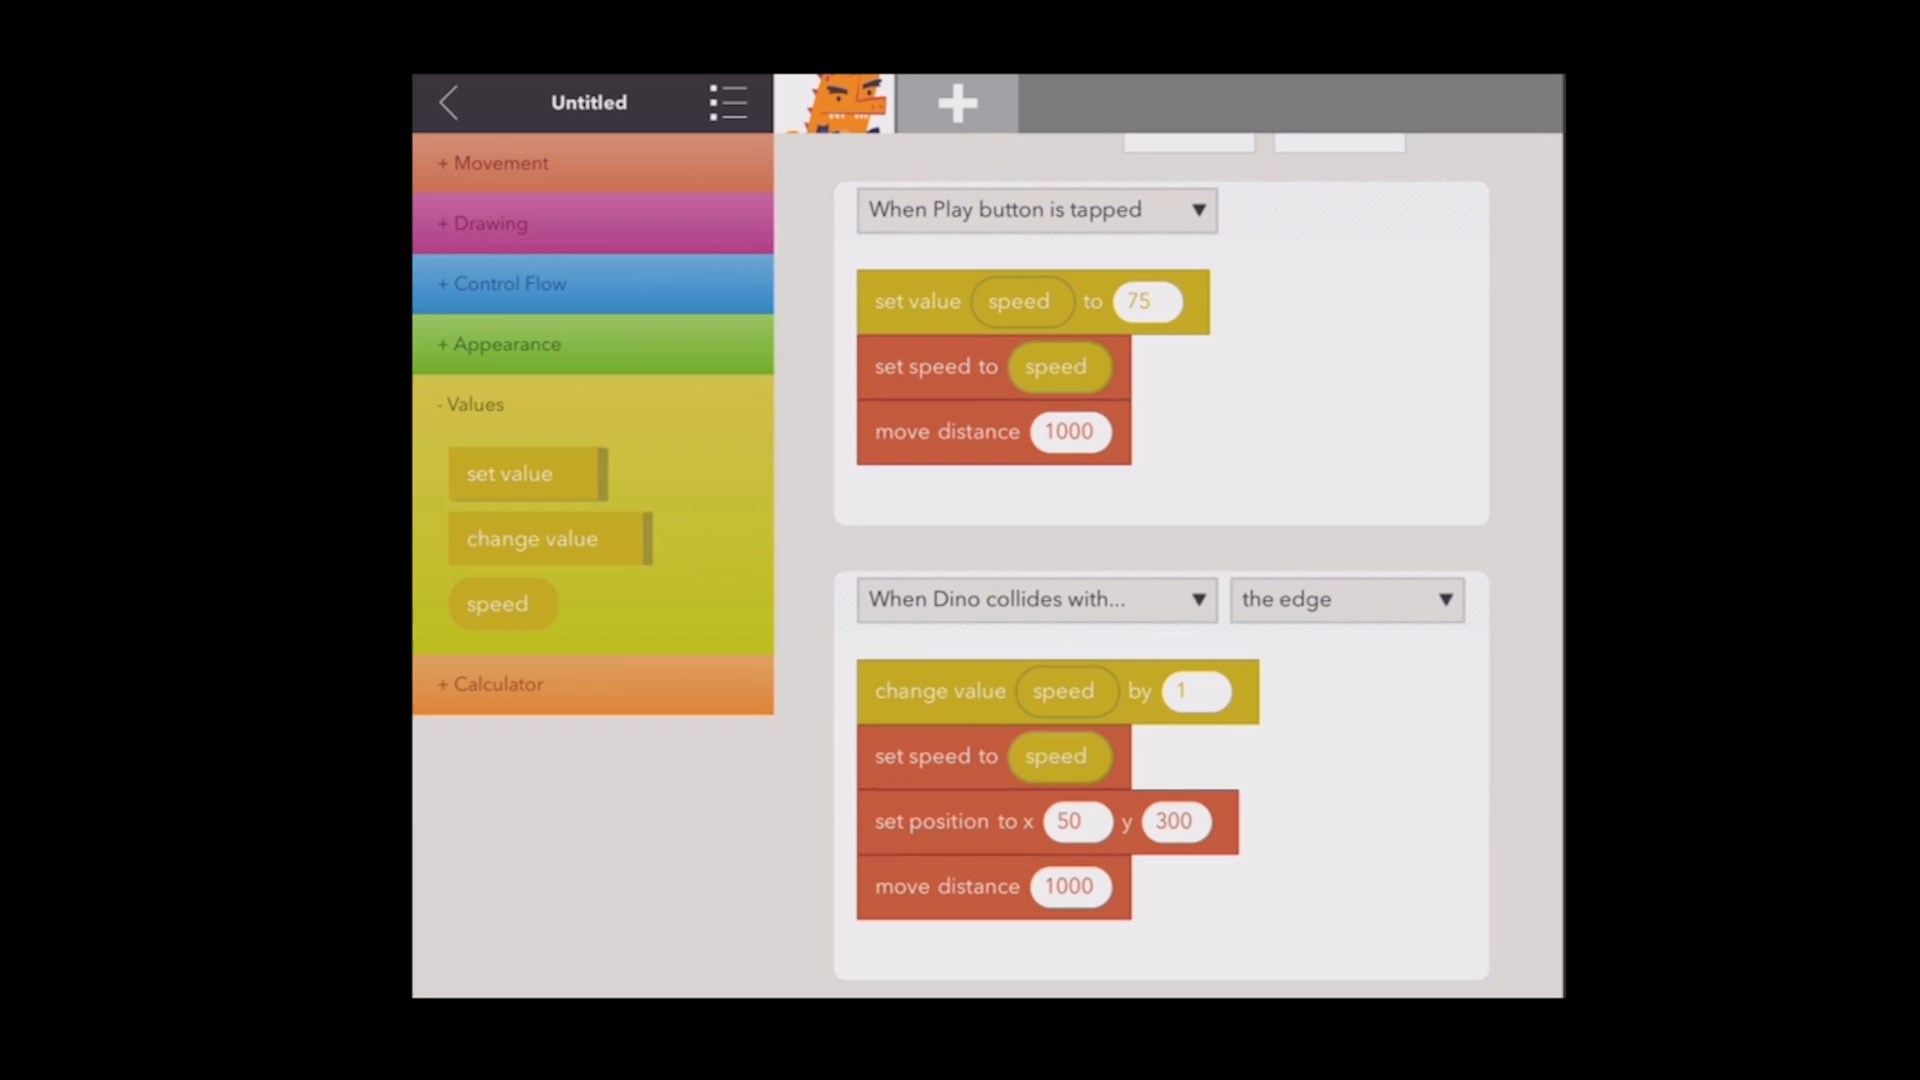 Untitled
+ Movement
+ Drawing
+ Control Flow
+ Appearance
- Values
set value
change value
speed
+ Calculator
When Play button is tapped
set value speed to 75
set speed to speed
move distance 1000
When Dino collides with... the edge
change value speed by 1
set speed to speed
set position to x 50 y 300
move distance 1000